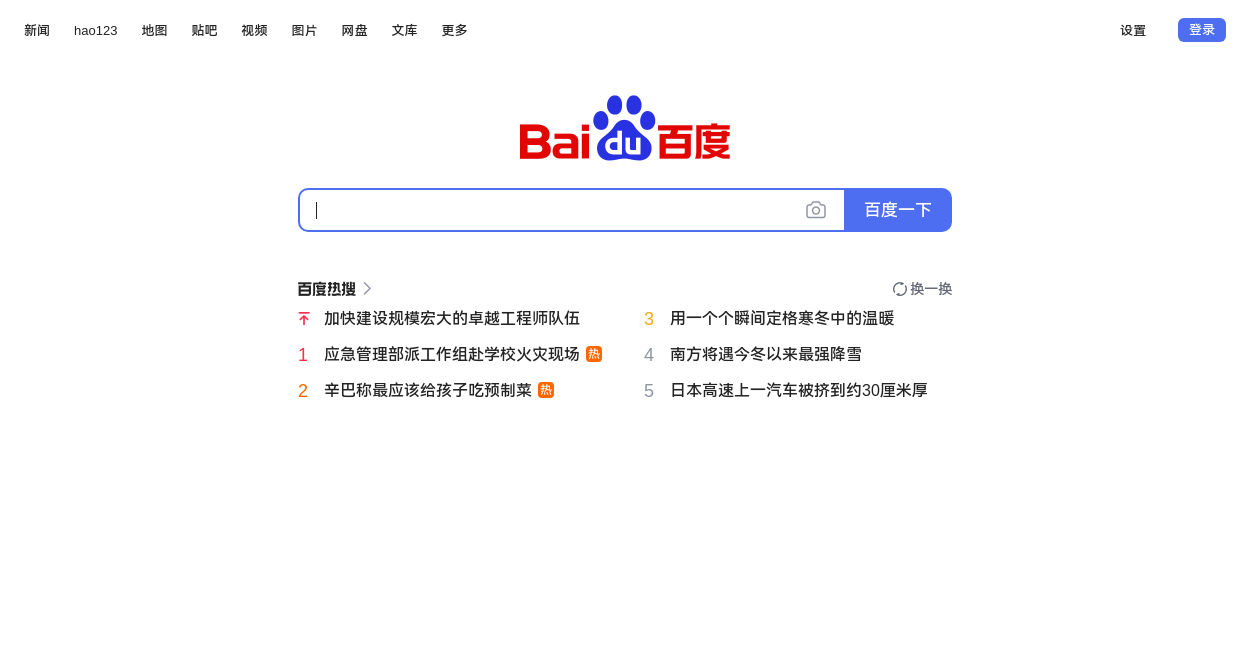 新闻 hao123 地图 贴吧 视频 图片 网盘 文库 更多 设置 登录
Baidu百度
百度一下
百度热搜 换一换
加快建设规模宏大的卓越工程师队伍
1 应急管理部派工作组赴学校火灾现场 热
2 辛巴称最应该给孩子吃预制菜 热
3 用一个个瞬间定格寒冬中的温暖
4 南方将遇今冬以来最强降雪
5 日本高速上一汽车被挤到约30厘米厚